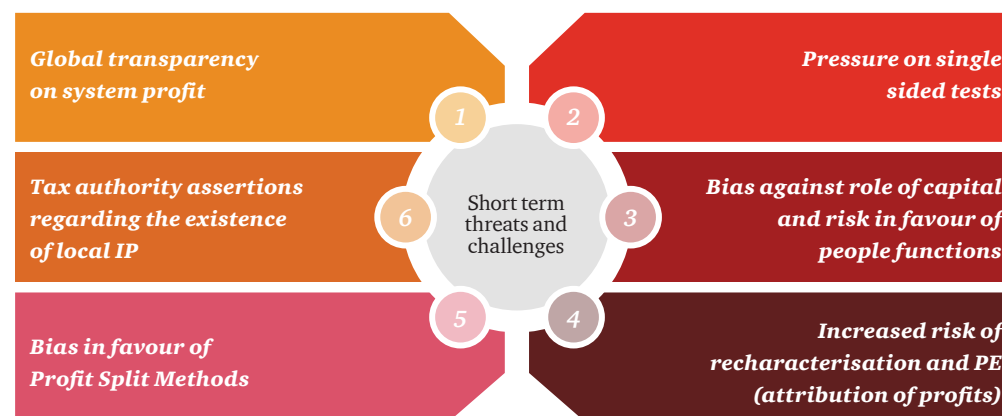 Global transparency
on system profit
1
2
Pressure on single
sided tests
Tax authority assertions
regarding the existence
of local IP
6
Short term
threats and
challenges
3
Bias against role of capital
and risk in favour of
people functions
Bias in favour of
Profit Split Methods
5
4
Increased risk of
recharacterisation and PE
(attribution of profits)